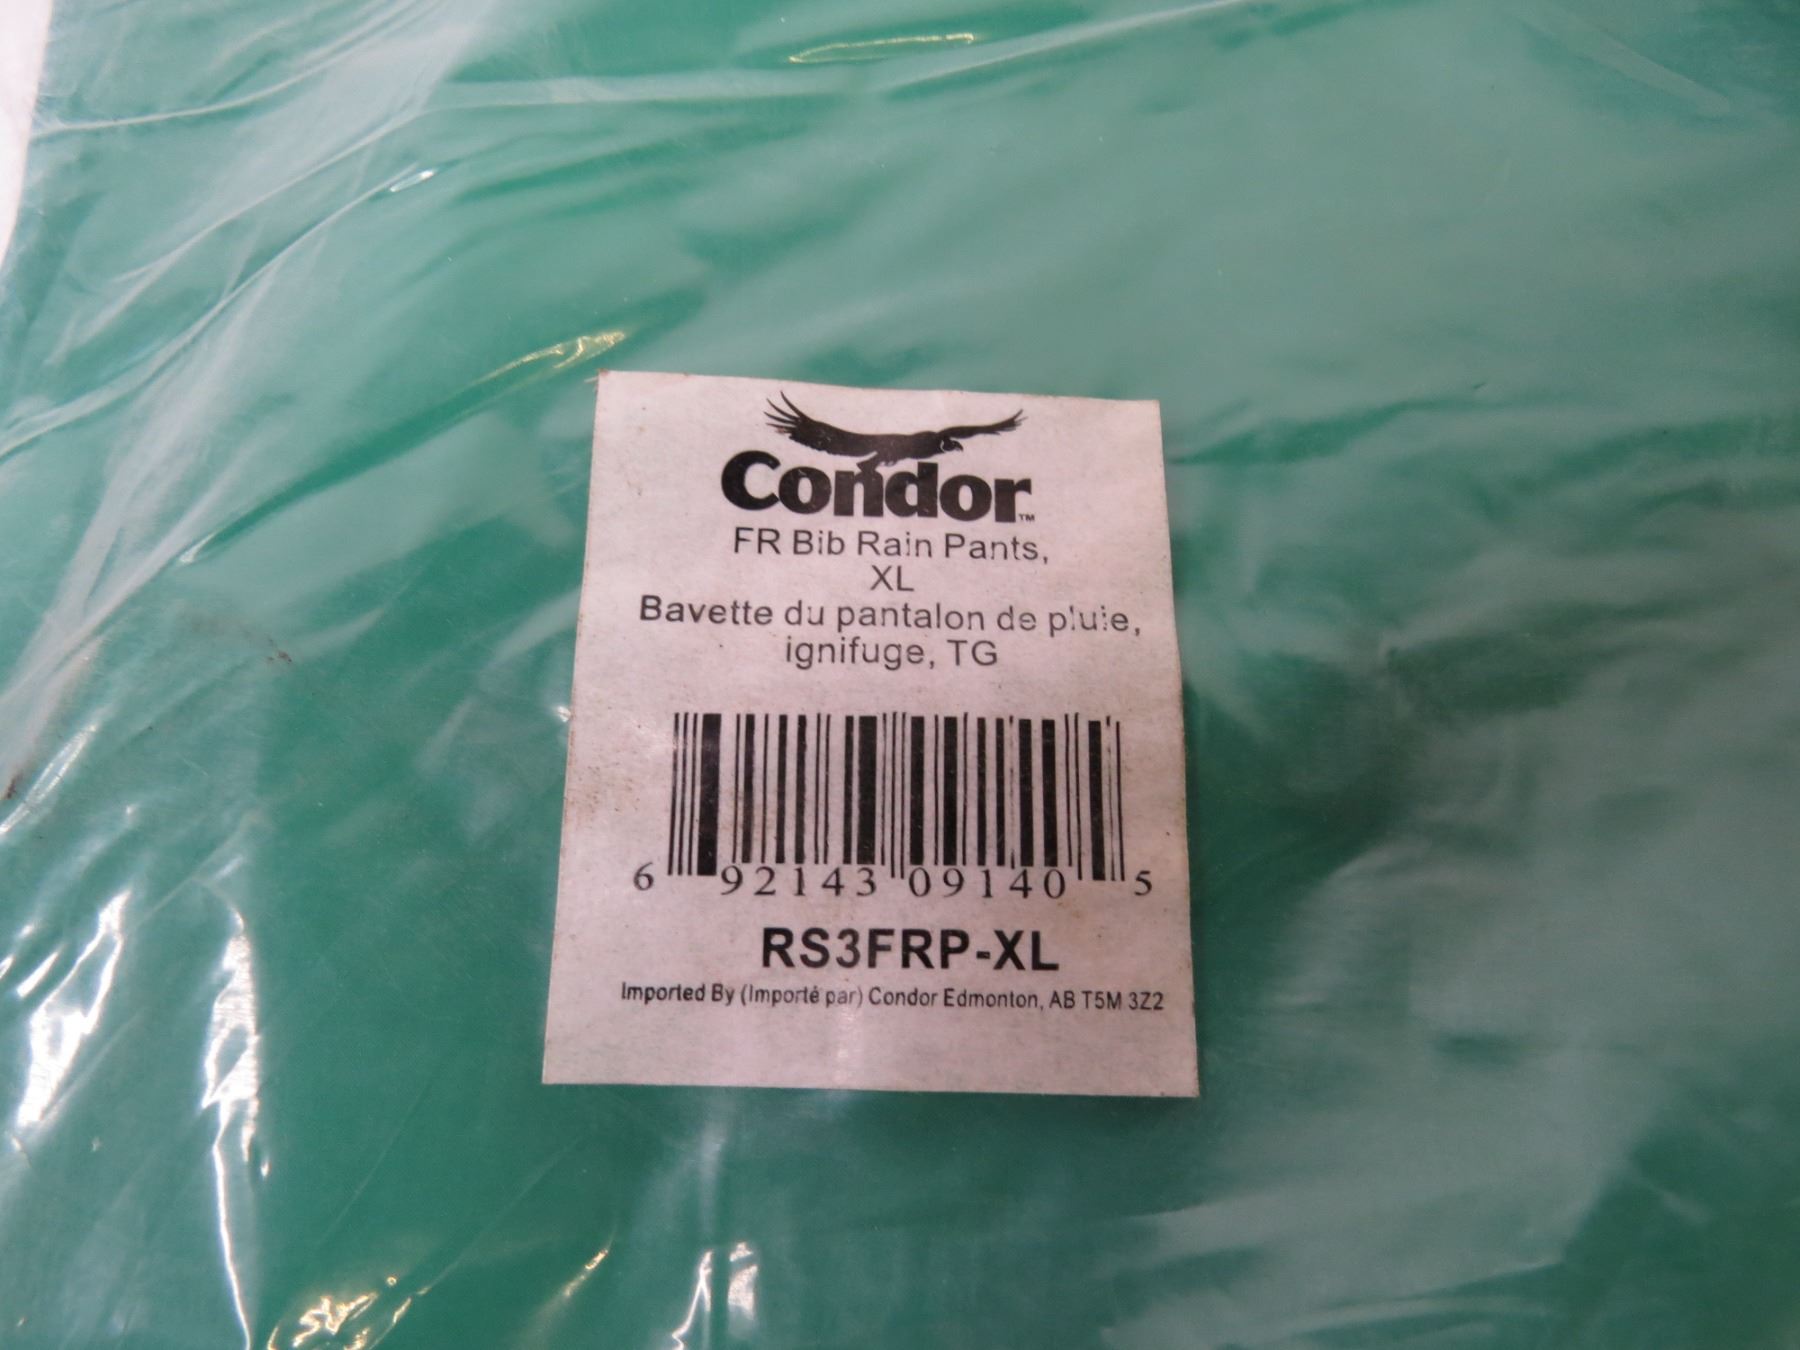 Condor™
FR Bib Rain Pants,
XL
Bavette du pantalon de pluie,
ignifuge, TG
6 92143 09140 5
RS3FRP-XL
Imported By (Importé par) Condor Edmonton, AB T5M 3Z2